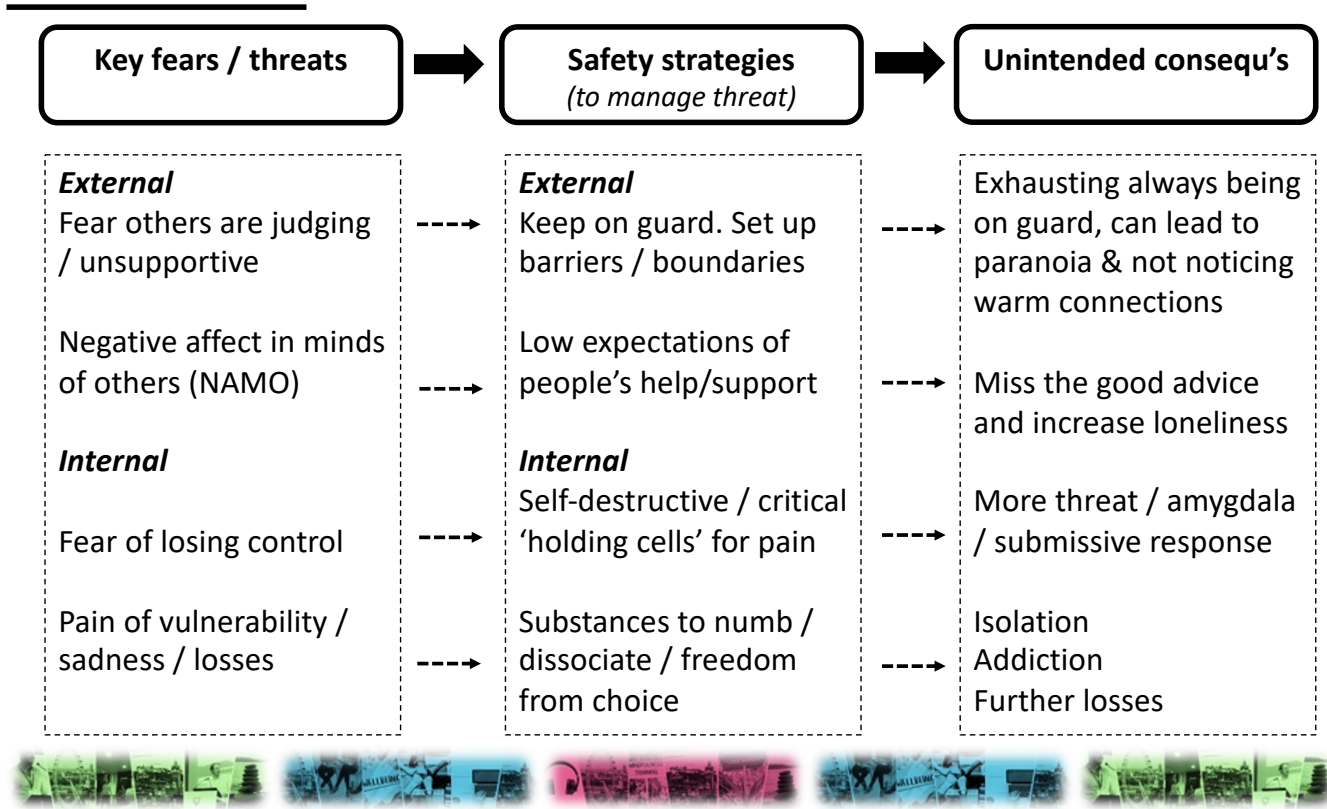 Key fears / threats
Safety strategies
(to manage threat)
Unintended consequ's
External
Fear others are judging
/ unsupportive
Negative affect in minds
of others (NAMO)
Internal
Fear of losing control
Pain of vulnerability /
sadness / losses
External
Keep on guard. Set up
barriers / boundaries
Low expectations of
people's help/support
Internal
Self-destructive / critical
'holding cells' for pain
Substances to numb /
dissociate / freedom
from choice
Exhausting always being
on guard, can lead to
paranoia & not noticing
warm connections
Miss the good advice
and increase loneliness
More threat / amygdala
/ submissive response
Isolation
Addiction
Further losses
WELLBEING
MINDFULNESS
TRAINING
WELLBEING